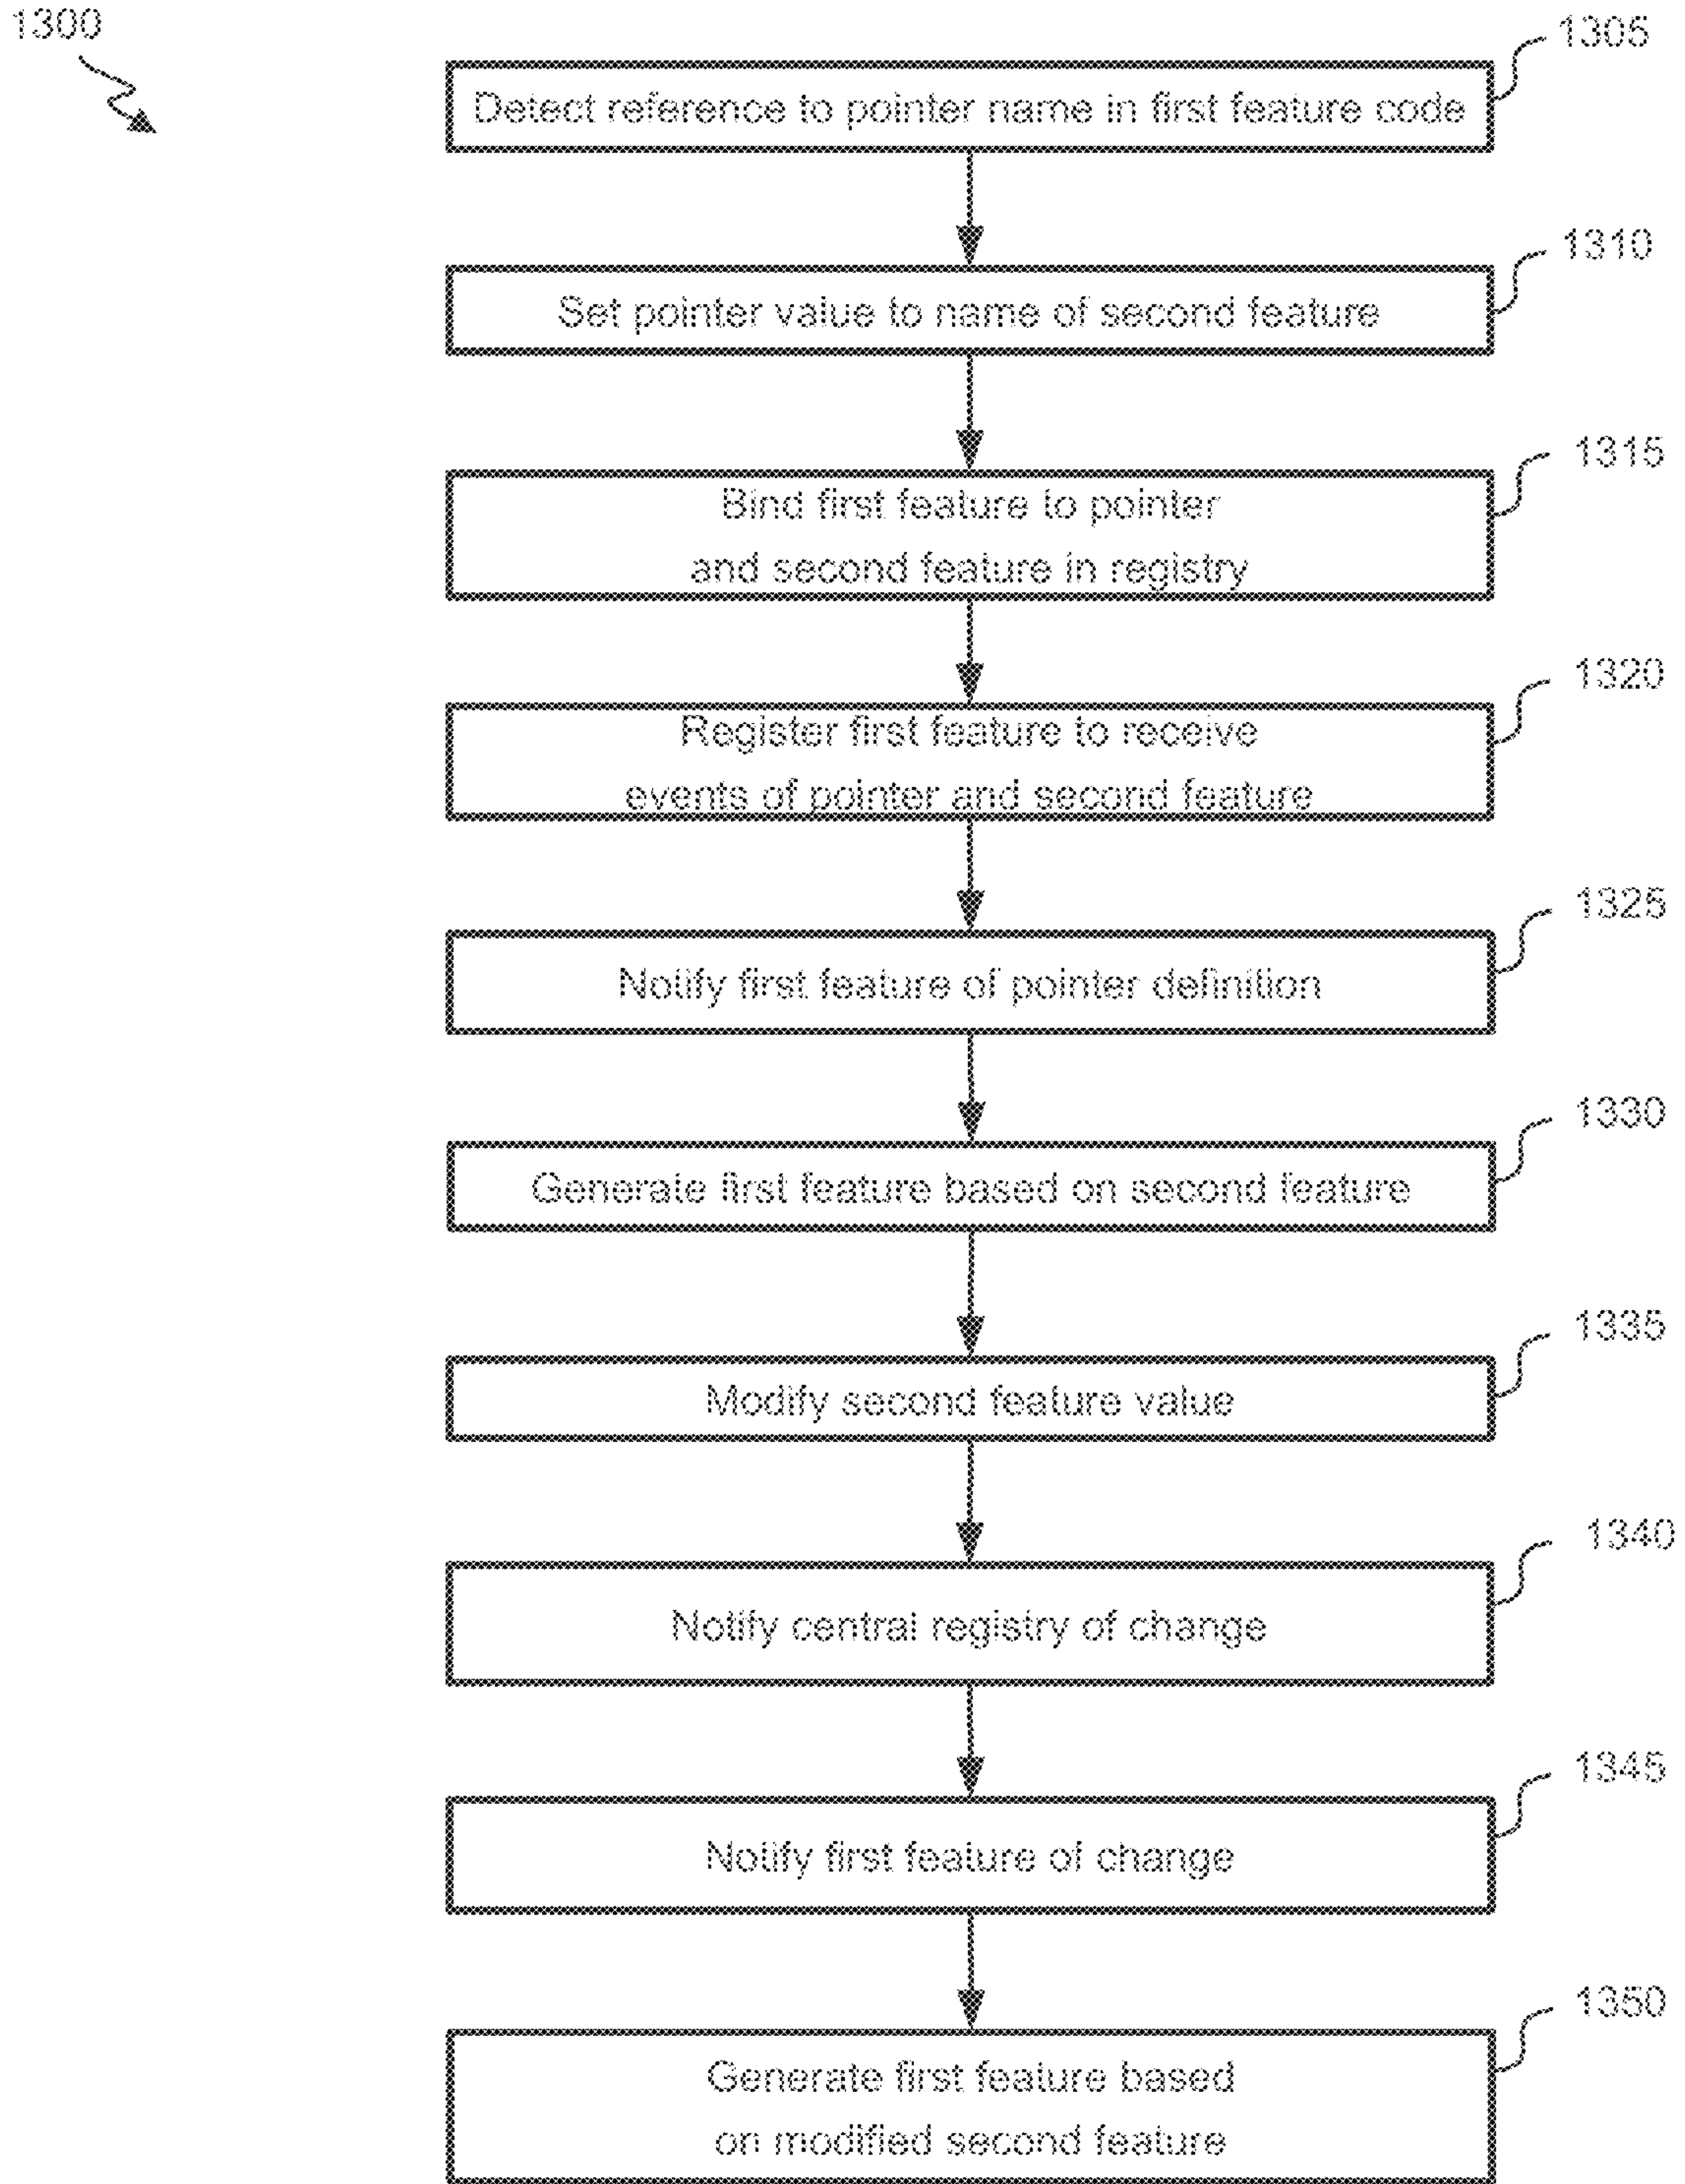 1300
1305
Detect reference to pointer name in first feature code
1310
Set pointer value to name of second feature
1315
Bind first feature to pointer
and second feature in registry
1320
Register first feature to receive
events of pointer and second feature
1325
Notify first feature of pointer definition
1330
Generate first feature based on second feature
1335
Modify second feature value
1340
Notify central registry of change
1345
Notify first feature of change
1350
Generate first feature based
on modified second feature